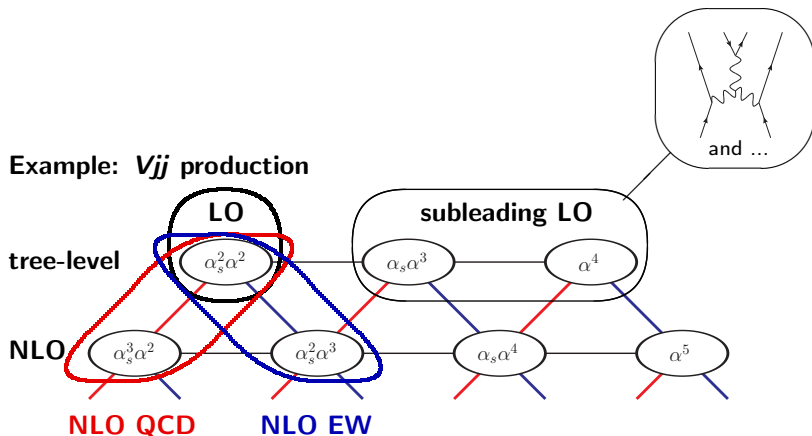 and ...
Example: Vjj production
LO
subleading LO
tree-level
α_s^2α^2
α_sα^3
α^4
NLO
α_s^3α^2
α_s^2α^3
α_sα^4
α^5
NLO QCD
NLO EW